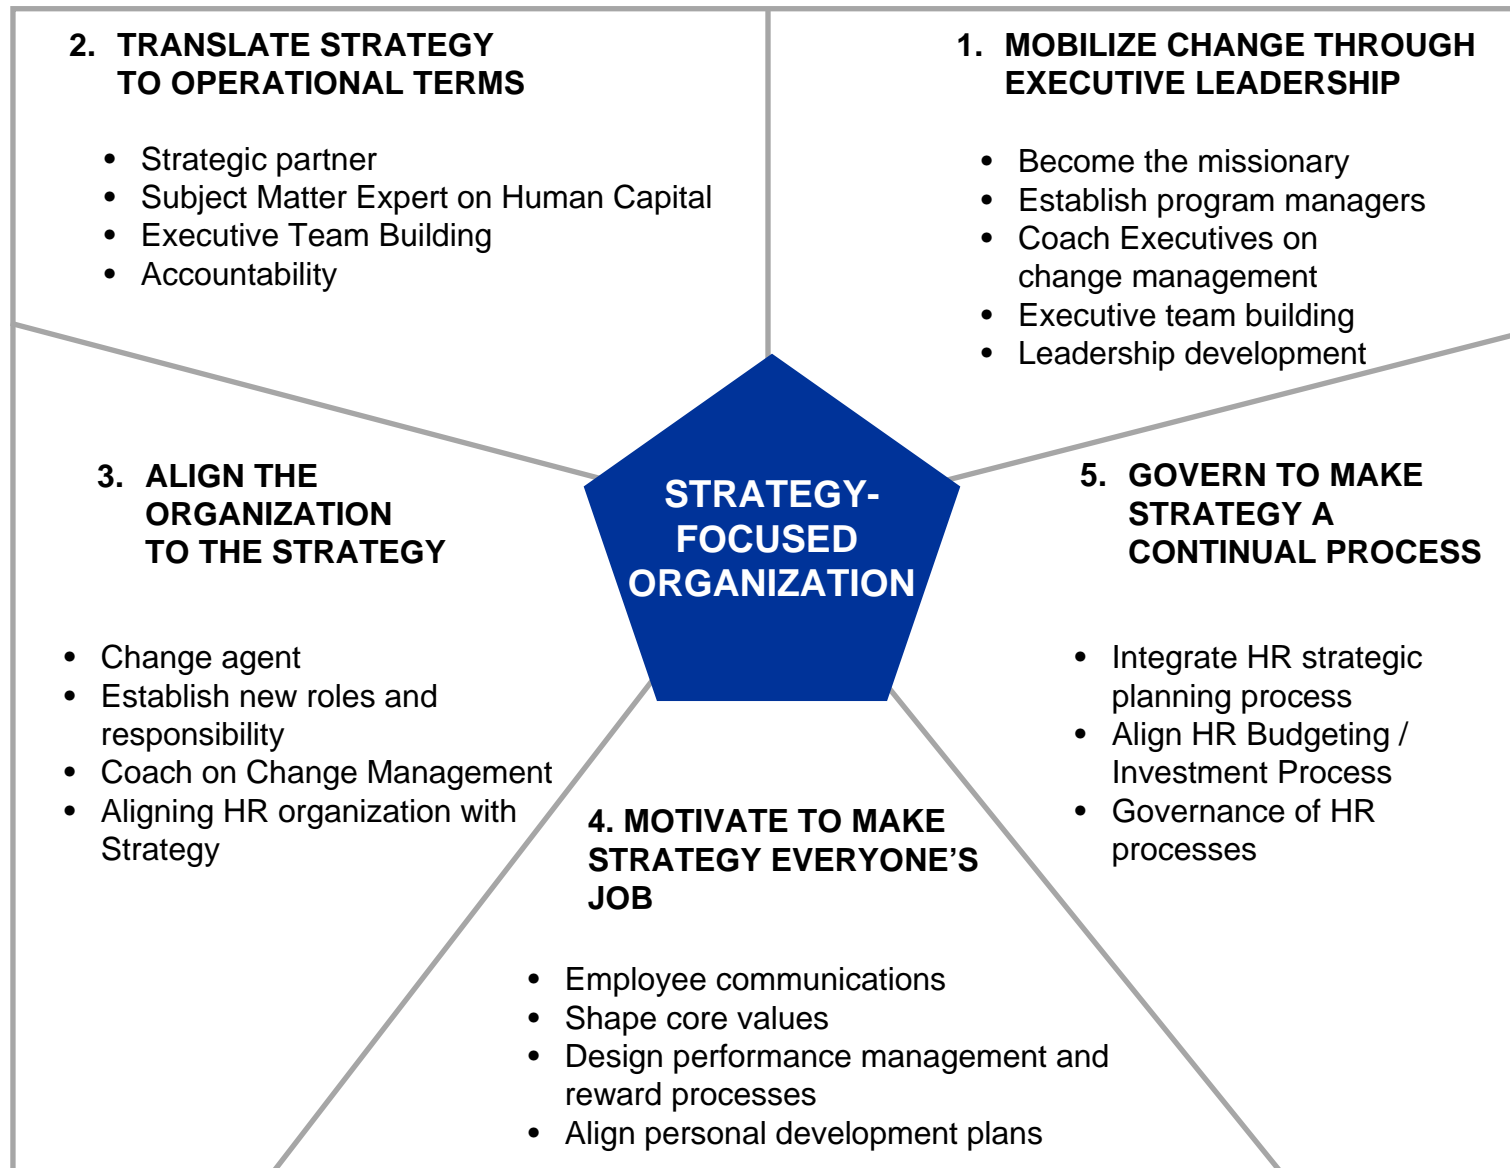 2. TRANSLATE STRATEGY
TO OPERATIONAL TERMS
• Strategic partner
• Subject Matter Expert on Human Capital
• Executive Team Building
• Accountability
1. MOBILIZE CHANGE THROUGH
EXECUTIVE LEADERSHIP
• Become the missionary
• Establish program managers
• Coach Executives on
change management
• Executive team building
• Leadership development
STRATEGY-
FOCUSED
ORGANIZATION
3. ALIGN THE
ORGANIZATION
TO THE STRATEGY
• Change agent
• Establish new roles and
responsibility
• Coach on Change Management
• Aligning HR organization with
Strategy
5. GOVERN TO MAKE
STRATEGY A
CONTINUAL PROCESS
• Integrate HR strategic
planning process
• Align HR Budgeting /
Investment Process
• Governance of HR
processes
4. MOTIVATE TO MAKE
STRATEGY EVERYONE’S
JOB
• Employee communications
• Shape core values
• Design performance management and
reward processes
• Align personal development plans